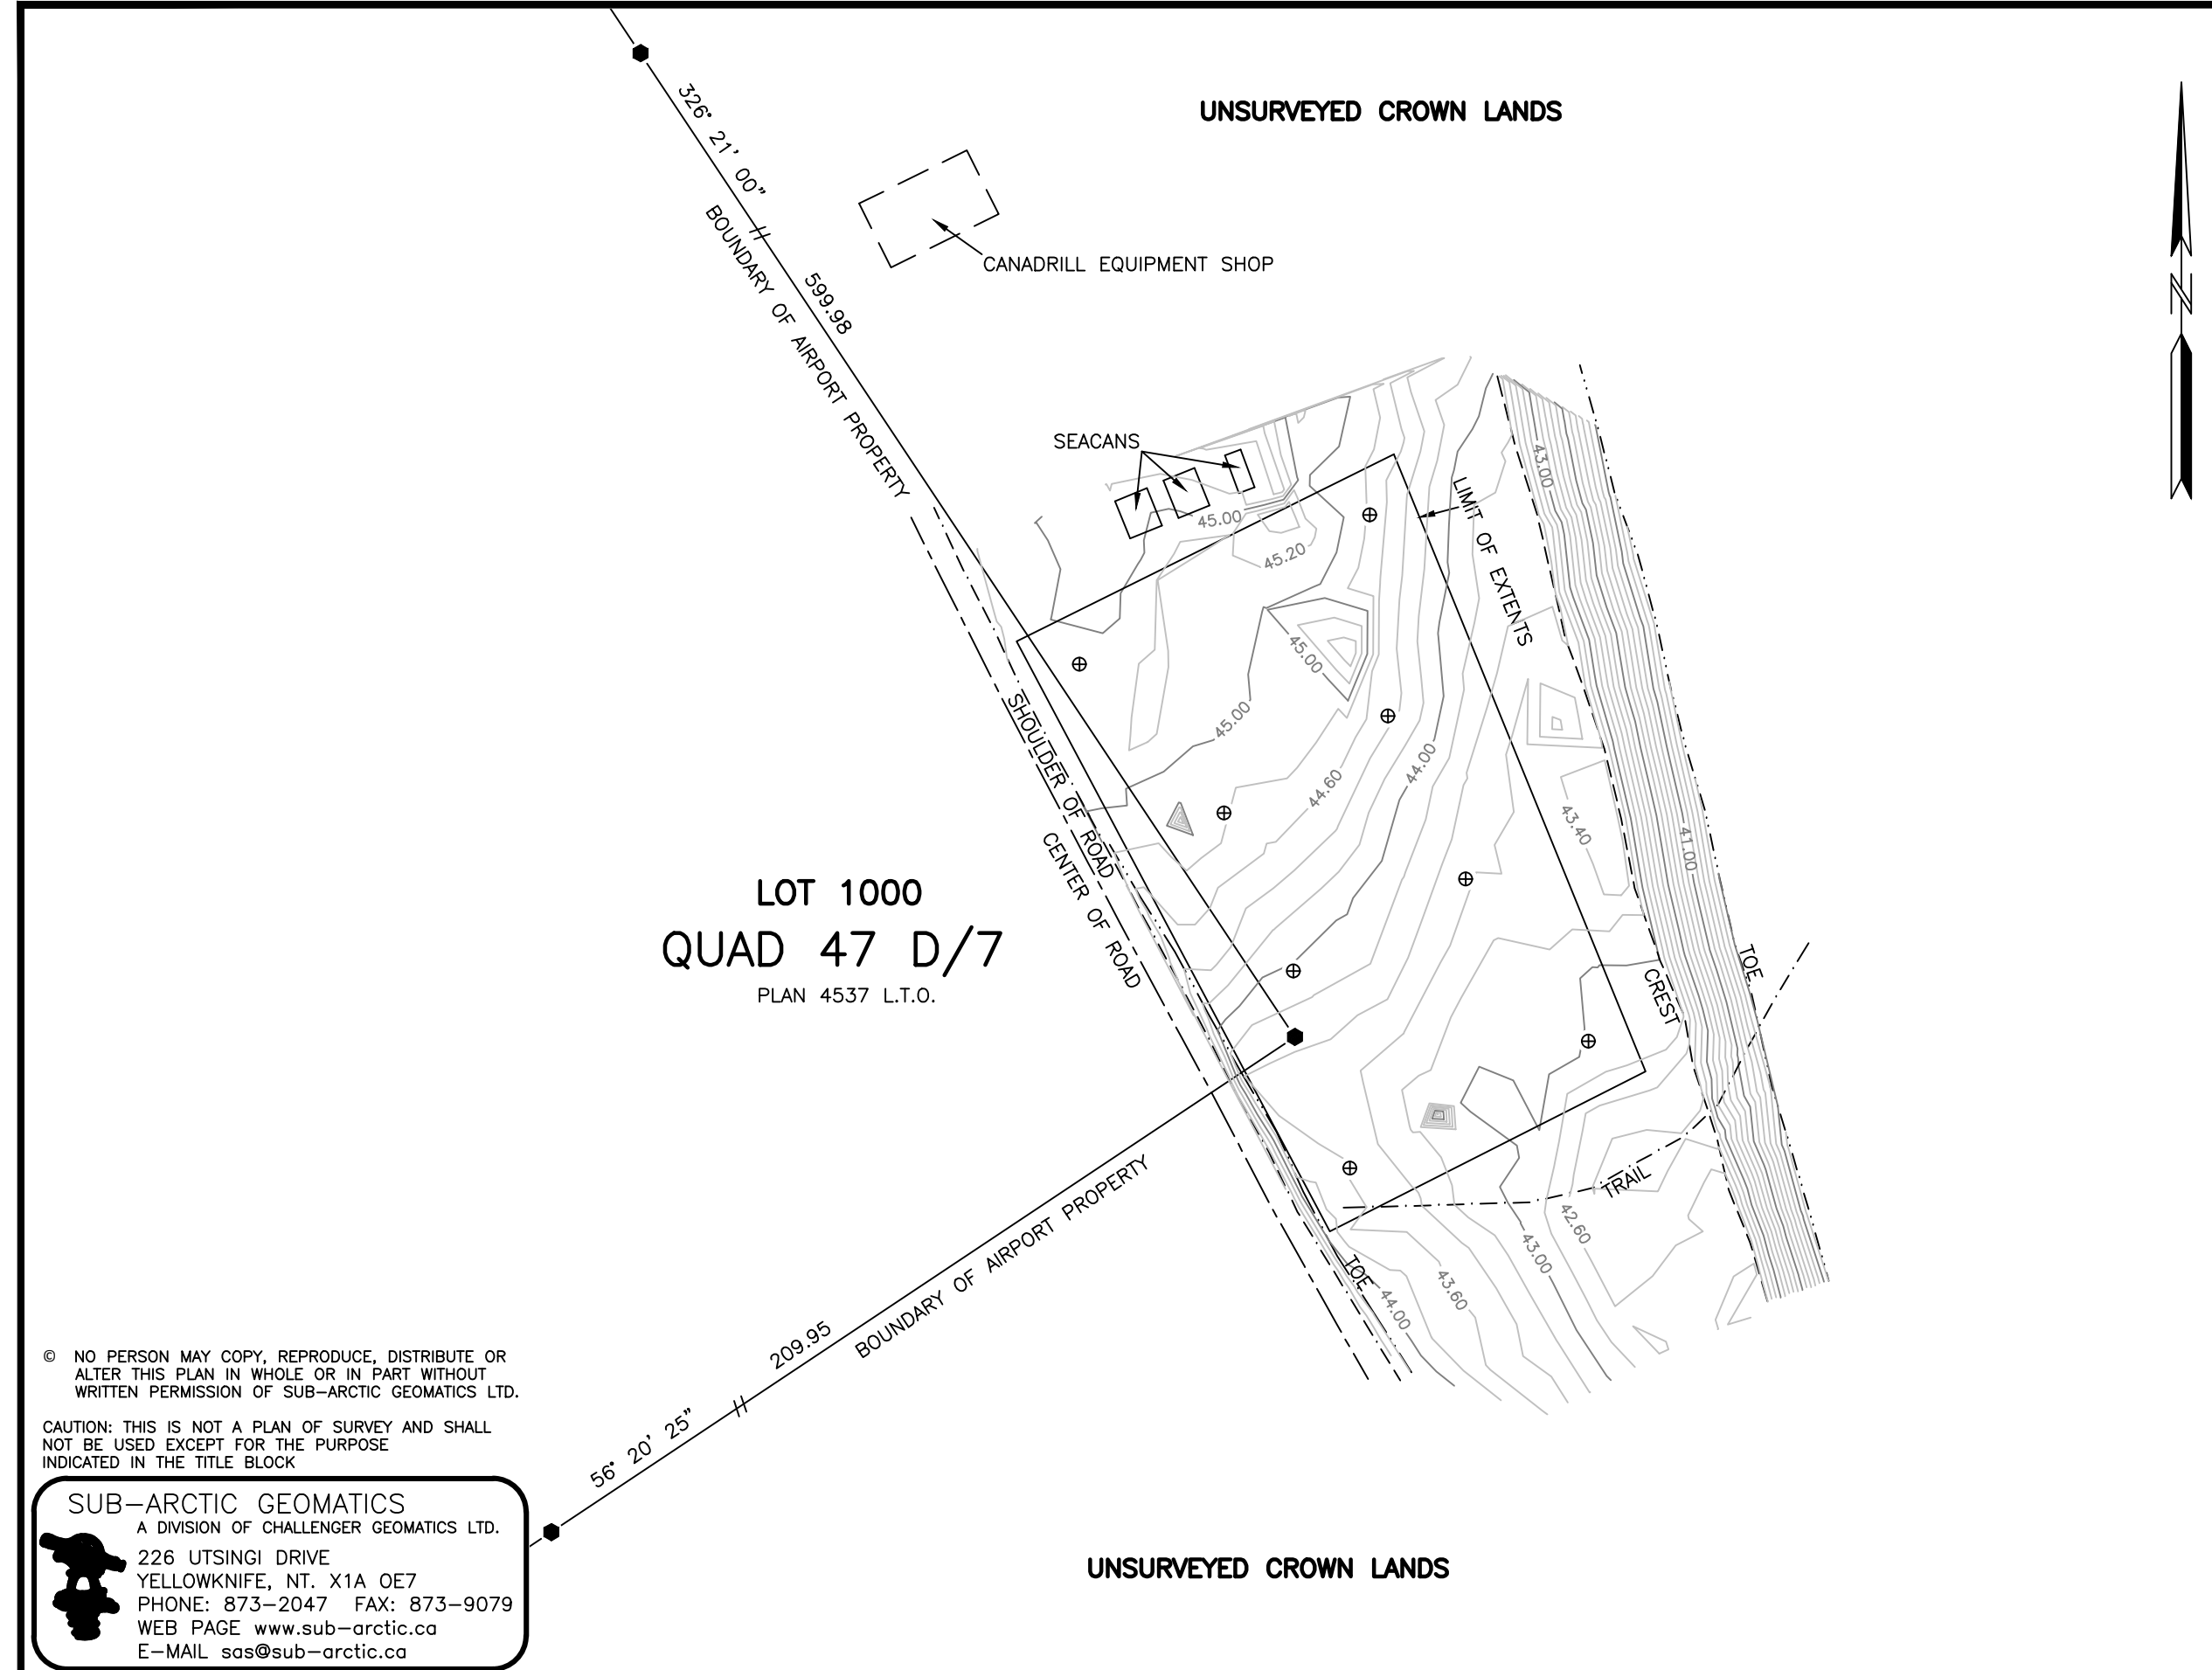 UNSURVEYED CROWN LANDS
326° 21' 00"
BOUNDARY OF AIRPORT PROPERTY
599.98
CANADRILL EQUIPMENT SHOP
N
SEACANS
45.00
45.20
43.00
LIMIT OF EXTENTS
45.00
45.00
44.60
44.00
43.40
41.00
SHOULDER OF ROAD
CENTER OF ROAD
LOT 1000
QUAD 47 D/7
PLAN 4537 L.T.O.
TOE
CREST
TRAIL
42.60
43.00
43.60
44.00
TOE
BOUNDARY OF AIRPORT PROPERTY
209.95
56° 20' 25"
© NO PERSON MAY COPY, REPRODUCE, DISTRIBUTE OR
ALTER THIS PLAN IN WHOLE OR IN PART WITHOUT
WRITTEN PERMISSION OF SUB-ARCTIC GEOMATICS LTD.
CAUTION: THIS IS NOT A PLAN OF SURVEY AND SHALL
NOT BE USED EXCEPT FOR THE PURPOSE
INDICATED IN THE TITLE BLOCK
SUB-ARCTIC GEOMATICS
A DIVISION OF CHALLENGER GEOMATICS LTD.
226 UTSINGI DRIVE
YELLOWKNIFE, NT. X1A 0E7
PHONE: 873-2047 FAX: 873-9079
WEB PAGE www.sub-arctic.ca
E-MAIL sas@sub-arctic.ca
UNSURVEYED CROWN LANDS